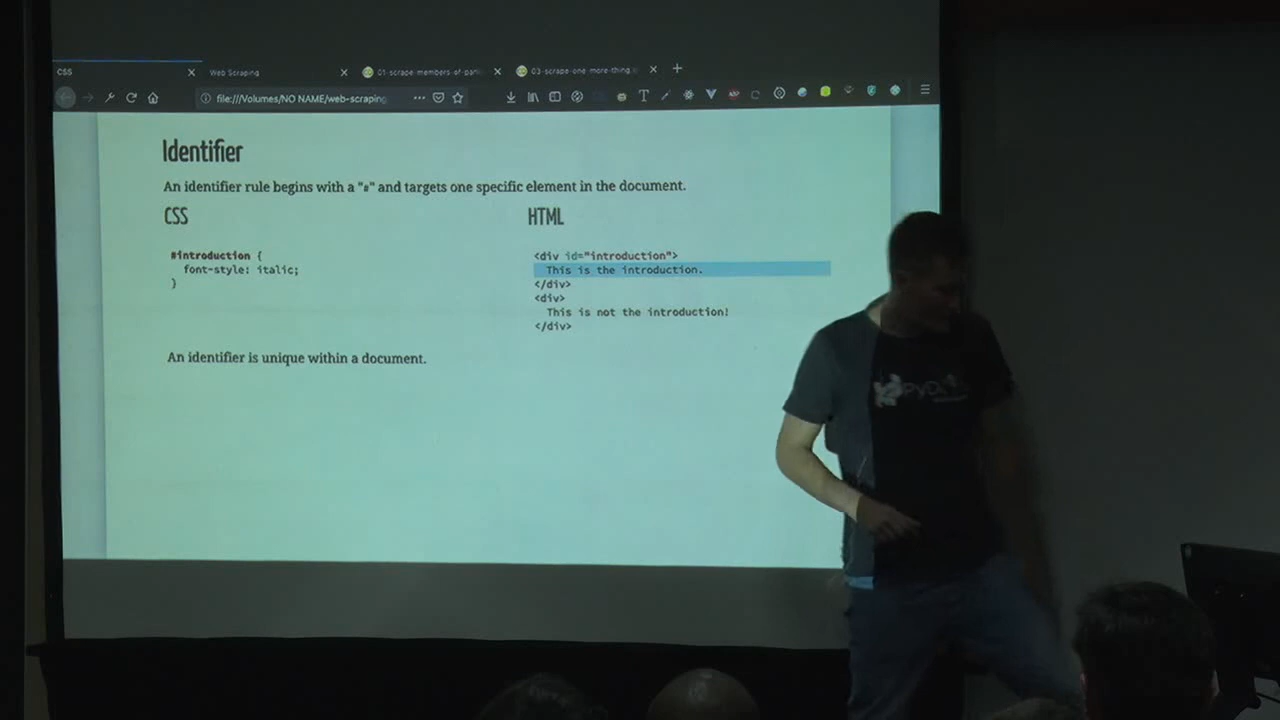 CSS
Web Scraping
01-scrape-members-of-parli
03-scrape-one-more-thing.
file:///Volumes/NO NAME/web-scraping
Identifier
An identifier rule begins with a "#" and targets one specific element in the document.
CSS
HTML
#introduction {
font-style: italic;
}
<div id="introduction">
This is the introduction.
</div>
<div>
This is not the introduction!
</div>
An identifier is unique within a document.